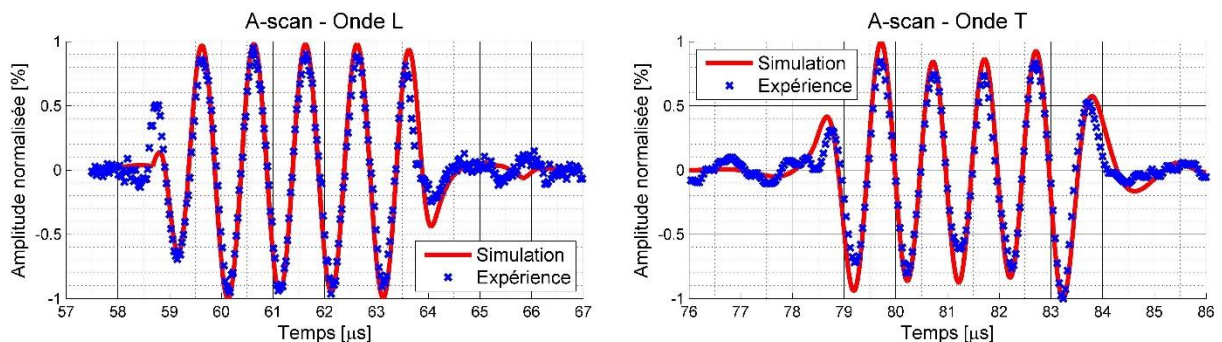 A-scan - Onde L
Amplitude normalisée [%]
1
0.5
0
-0.5
-1
57 58 59 60 61 62 63 64 65 66 67
Temps [μs]
Simulation
Expérience
A-scan - Onde T
Amplitude normalisée [%]
1
0.5
0
-0.5
-1
76 77 78 79 80 81 82 83 84 85 86
Temps [μs]
Simulation
Expérience